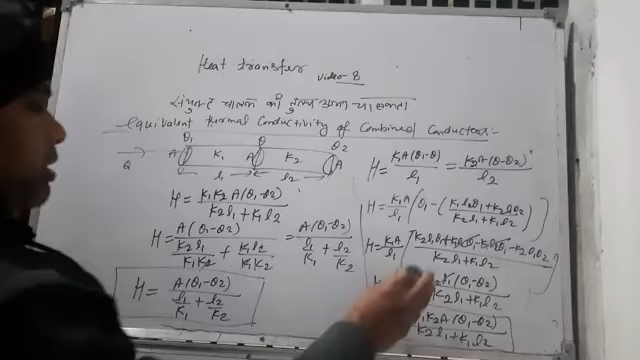 Heat transfer
video-8
संयुक्त चालक की तुल्य ऊष्मा चालकता
equivalent thermal Conductivity of Combined Conductors:-
θ₁ θ θ₂
A K₁ A K₂ A
Q l₁ l₂
H = K₁K₂A(θ₁-θ₂) / K₂l₁+K₁l₂
H = A(θ₁-θ₂) / (K₂l₁/K₁K₂ + K₁l₂/K₁K₂) = A(θ₁-θ₂) / (l₁/K₁ + l₂/K₂)
H = A(θ₁-θ₂) / (l₁/K₁ + l₂/K₂)
H = K₁A(θ₁-θ)/l₁ = K₂A(θ-θ₂)/l₂
H = K₁A/l₁ (θ₁ - (K₁l₂θ₁+K₂l₁θ₂ / K₂l₁+K₁l₂))
H = K₁A/l₁ (K₂l₁θ₁+K₁l₂θ₁-K₁l₂θ₁-K₂l₁θ₂ / K₂l₁+K₁l₂)
(θ₁-θ₂) / K₂l₁+K₁l₂
K₂A(θ₁-θ₂) / K₂l₁+K₁l₂